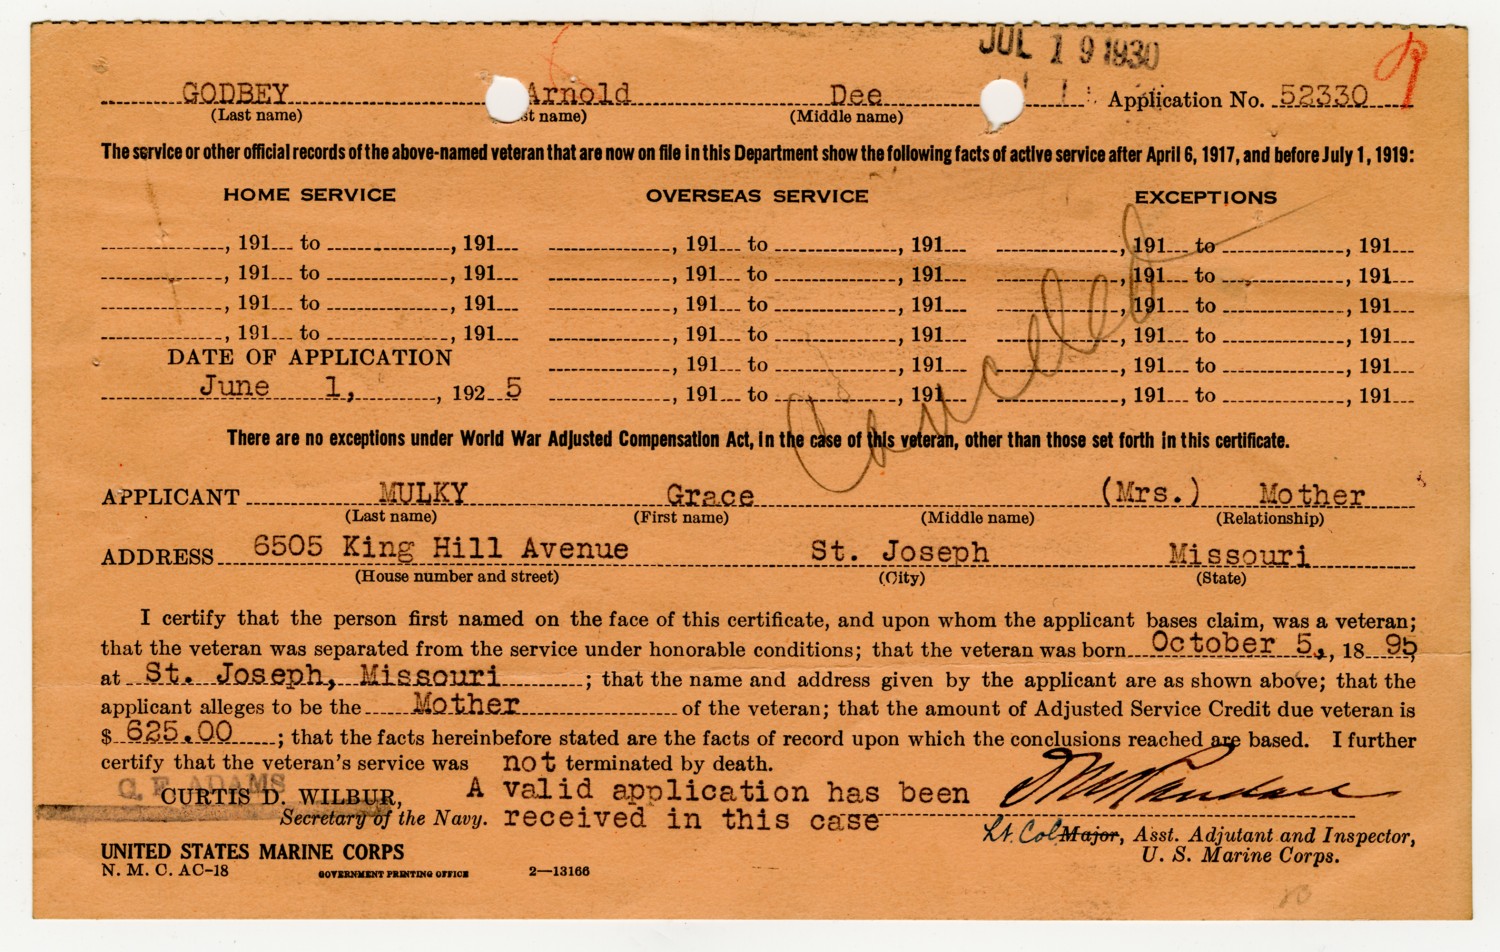 JUL 19 1930
GODBEY Arnold Dee Application No. 52330
(Last name) st name) (Middle name)
The service or other official records of the above-named veteran that are now on file in this Department show the following facts of active service after April 6, 1917, and before July 1, 1919:
HOME SERVICE OVERSEAS SERVICE EXCEPTIONS
, 191 to , 191 , 191 to , 191 , 191 to , 191
, 191 to , 191 , 191 to , 191 , 191 to , 191
, 191 to , 191 , 191 to , 191 , 191 to , 191
, 191 to , 191 , 191 to , 191 , 191 to , 191
DATE OF APPLICATION , 191 to , 191 , 191 to , 191
June 1, , 192 5 , 191 to , 191 , 191 to , 191
Canceled
There are no exceptions under World War Adjusted Compensation Act, in the case of this veteran, other than those set forth in this certificate.
APPLICANT MULKY Grace (Mrs.) Mother
(Last name) (First name) (Middle name) (Relationship)
ADDRESS 6505 King Hill Avenue St. Joseph Missouri
(House number and street) (City) (State)
I certify that the person first named on the face of this certificate, and upon whom the applicant bases claim, was a veteran;
that the veteran was separated from the service under honorable conditions; that the veteran was born October 5, , 18 95,
at St. Joseph, Missouri ; that the name and address given by the applicant are as shown above; that the
applicant alleges to be the Mother of the veteran; that the amount of Adjusted Service Credit due veteran is
$ 625.00 ; that the facts hereinbefore stated are the facts of record upon which the conclusions reached are based. I further
certify that the veteran's service was not terminated by death.
C. F. ADAMS
CURTIS D. WILBUR, A valid application has been
Secretary of the Navy. received in this case
Lt. Col Major, Asst. Adjutant and Inspector,
U. S. Marine Corps.
UNITED STATES MARINE CORPS
N. M. C. AC-18 GOVERNMENT PRINTING OFFICE 2—13166